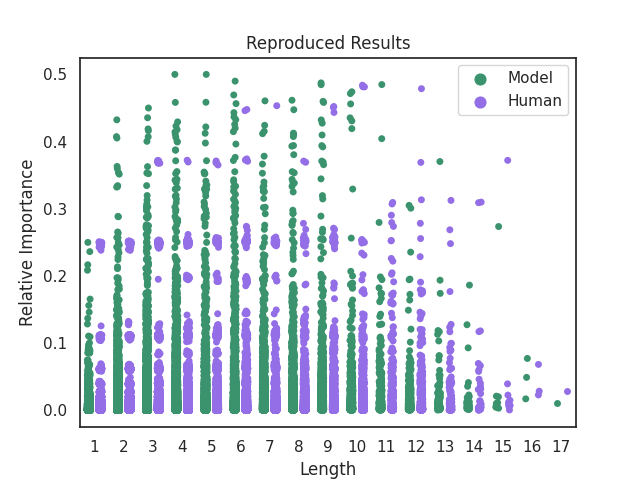 Reproduced Results
Model
Human
Relative Importance
0.5
0.4
0.3
0.2
0.1
0.0
1 2 3 4 5 6 7 8 9 10 11 12 13 14 15 16 17
Length